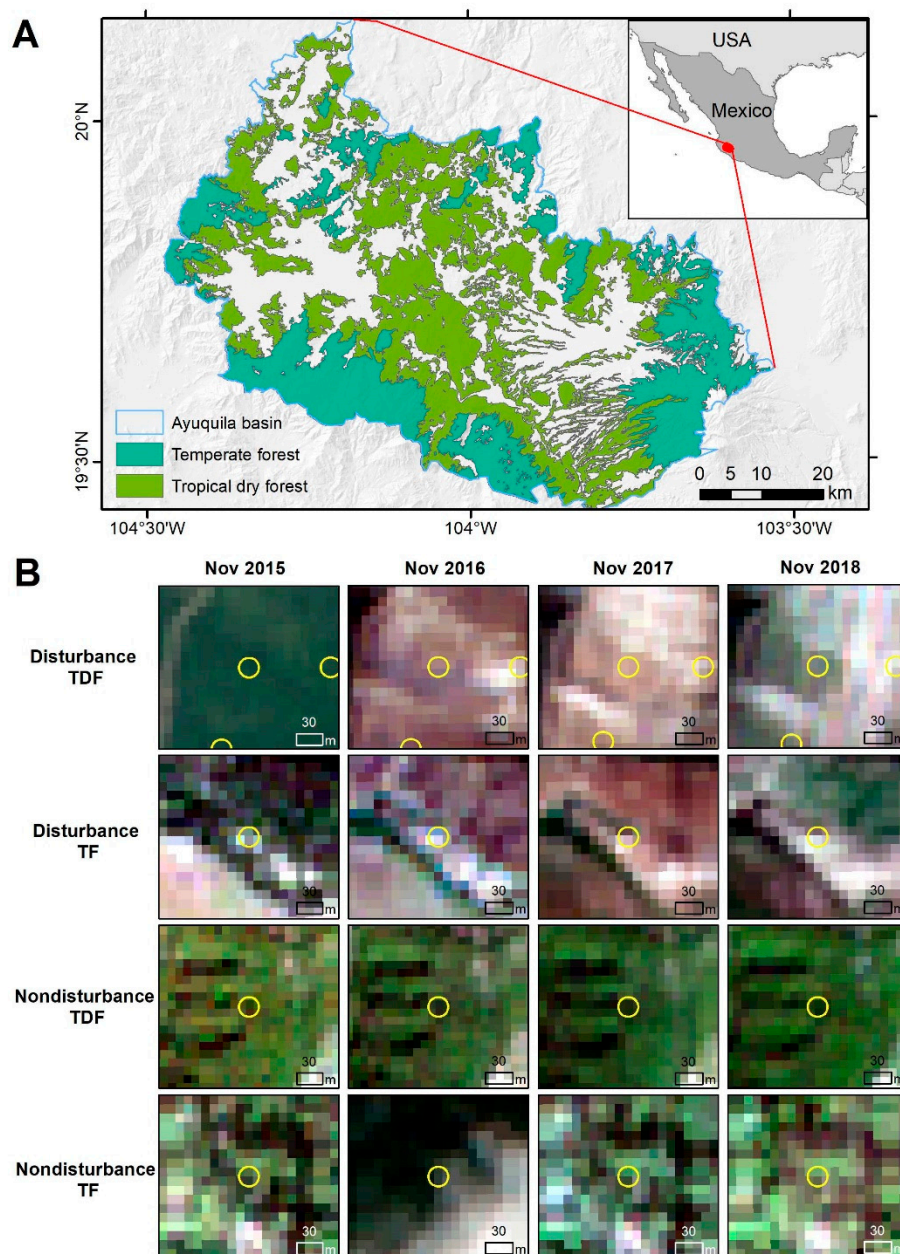 A
USA
Mexico
20°N
19°30'N
Ayuquila basin
Temperate forest
Tropical dry forest
0 5 10 20
km
104°30'W 104°W 103°30'W
B
Nov 2015 Nov 2016 Nov 2017 Nov 2018
Disturbance
TDF
30 m 30 m 30 m 30 m
Disturbance
TF
30 m 30 m 30 m 30 m
Nondisturbance
TDF
30 m 30 m 30 m 30 m
Nondisturbance
TF
30 m 30 m 30 m 30 m